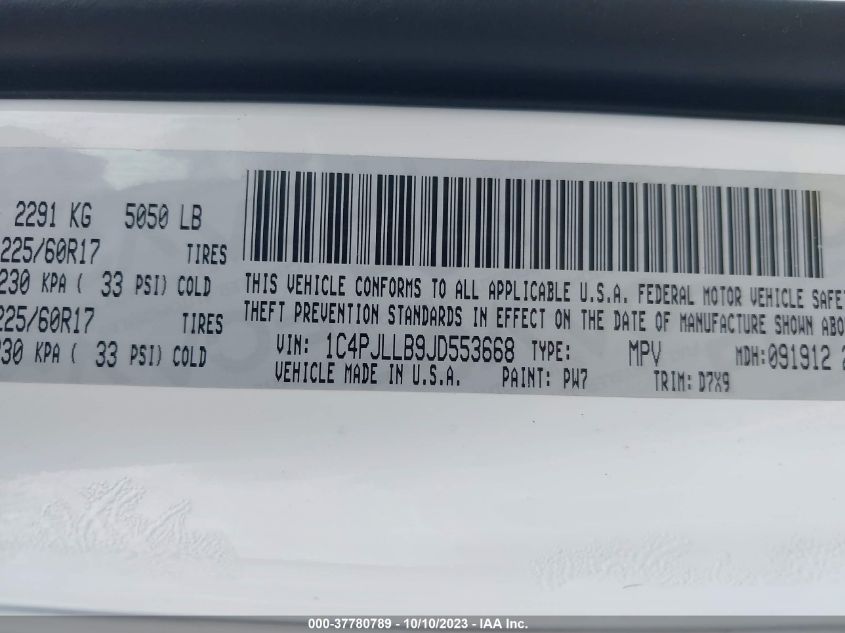 2291 KG 5050 LB
225/60R17 TIRES
230 KPA ( 33 PSI) COLD
225/60R17 TIRES
230 KPA ( 33 PSI) COLD
THIS VEHICLE CONFORMS TO ALL APPLICABLE U.S.A. FEDERAL MOTOR VEHICLE SAFE
THEFT PREVENTION STANDARDS IN EFFECT ON THE DATE OF MANUFACTURE SHOWN ABO
VIN: 1C4PJLLB9JD553668 TYPE: MPV MDH:091912 2
VEHICLE MADE IN U.S.A. PAINT: PW7 TRIM: D7X9
000-37780789 - 10/10/2023 - IAA Inc.